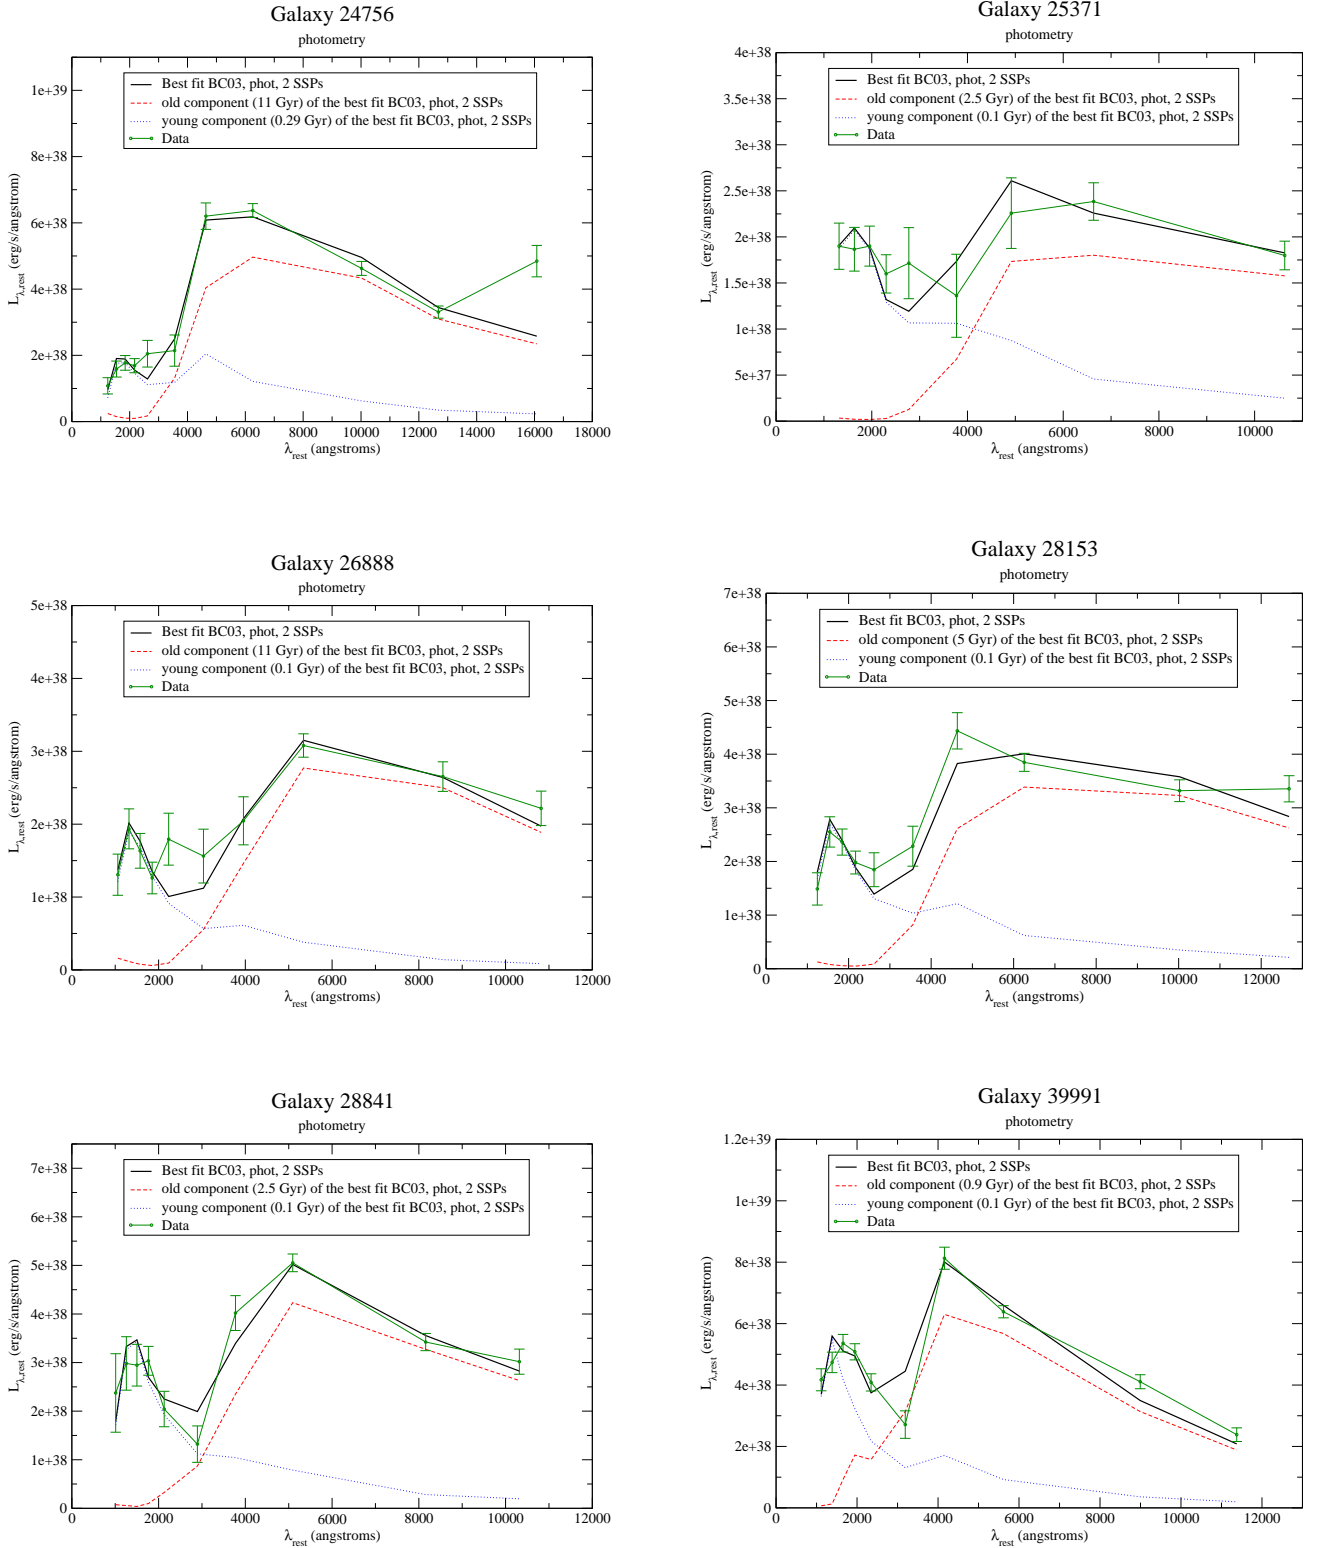 Galaxy 24756
photometry
1e+39
8e+38
6e+38
4e+38
2e+38
0
L λ,rest (erg/s/angstrom)
Best fit BC03, phot, 2 SSPs
old component (11 Gyr) of the best fit BC03, phot, 2 SSPs
young component (0.29 Gyr) of the best fit BC03, phot, 2 SSPs
Data
0 2000 4000 6000 8000 10000 12000 14000 16000 18000
λ rest (angstroms)
Galaxy 25371
photometry
4e+38
3.5e+38
3e+38
2.5e+38
2e+38
1.5e+38
1e+38
5e+37
0
L λ,rest (erg/s/angstrom)
Best fit BC03, phot, 2 SSPs
old component (2.5 Gyr) of the best fit BC03, phot, 2 SSPs
young component (0.1 Gyr) of the best fit BC03, phot, 2 SSPs
Data
0 2000 4000 6000 8000 10000
λ rest (angstroms)
Galaxy 26888
photometry
5e+38
4e+38
3e+38
2e+38
1e+38
0
L λ,rest (erg/s/angstrom)
Best fit BC03, phot, 2 SSPs
old component (11 Gyr) of the best fit BC03, phot, 2 SSPs
young component (0.1 Gyr) of the best fit BC03, phot, 2 SSPs
Data
0 2000 4000 6000 8000 10000 12000
λ rest (angstroms)
Galaxy 28153
photometry
7e+38
6e+38
5e+38
4e+38
3e+38
2e+38
1e+38
0
L λ,rest (erg/s/angstrom)
Best fit BC03, phot, 2 SSPs
old component (5 Gyr) of the best fit BC03, phot, 2 SSPs
young component (0.1 Gyr) of the best fit BC03, phot, 2 SSPs
Data
0 2000 4000 6000 8000 10000 12000
λ rest (angstroms)
Galaxy 28841
photometry
7e+38
6e+38
5e+38
4e+38
3e+38
2e+38
1e+38
0
L λ,rest (erg/s/angstrom)
Best fit BC03, phot, 2 SSPs
old component (2.5 Gyr) of the best fit BC03, phot, 2 SSPs
young component (0.1 Gyr) of the best fit BC03, phot, 2 SSPs
Data
0 2000 4000 6000 8000 10000 12000
λ rest (angstroms)
Galaxy 39991
photometry
1.2e+39
1e+39
8e+38
6e+38
4e+38
2e+38
0
L λ,rest (erg/s/angstrom)
Best fit BC03, phot, 2 SSPs
old component (0.9 Gyr) of the best fit BC03, phot, 2 SSPs
young component (0.1 Gyr) of the best fit BC03, phot, 2 SSPs
Data
0 2000 4000 6000 8000 10000 12000
λ rest (angstroms)